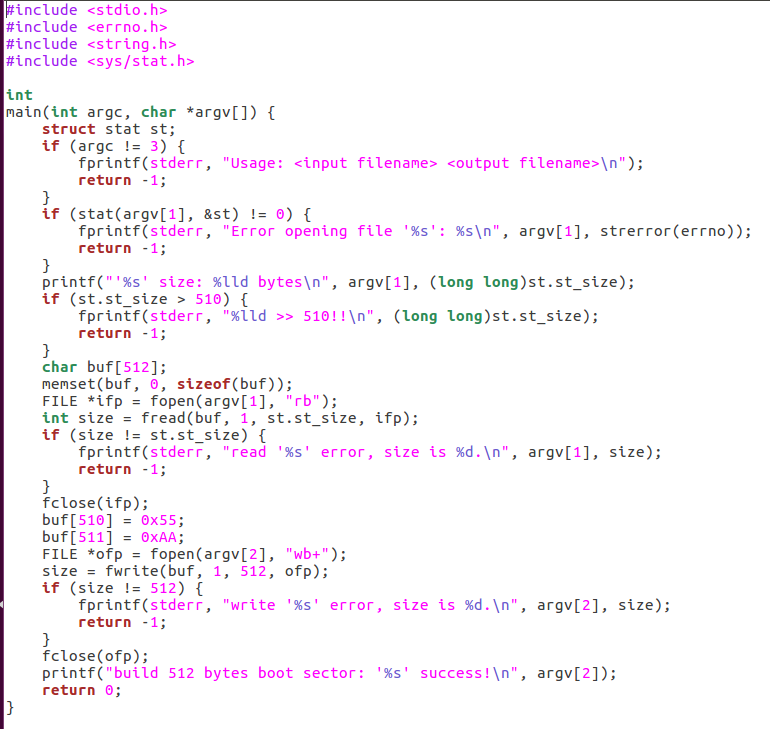 #include <stdio.h>
#include <errno.h>
#include <string.h>
#include <sys/stat.h>

int
main(int argc, char *argv[]) {
    struct stat st;
    if (argc != 3) {
        fprintf(stderr, "Usage: <input filename> <output filename>\n");
        return -1;
    }
    if (stat(argv[1], &st) != 0) {
        fprintf(stderr, "Error opening file '%s': %s\n", argv[1], strerror(errno));
        return -1;
    }
    printf("'%s' size: %lld bytes\n", argv[1], (long long)st.st_size);
    if (st.st_size > 510) {
        fprintf(stderr, "%lld >> 510!!\n", (long long)st.st_size);
        return -1;
    }
    char buf[512];
    memset(buf, 0, sizeof(buf));
    FILE *ifp = fopen(argv[1], "rb");
    int size = fread(buf, 1, st.st_size, ifp);
    if (size != st.st_size) {
        fprintf(stderr, "read '%s' error, size is %d.\n", argv[1], size);
        return -1;
    }
    fclose(ifp);
    buf[510] = 0x55;
    buf[511] = 0xAA;
    FILE *ofp = fopen(argv[2], "wb+");
    size = fwrite(buf, 1, 512, ofp);
    if (size != 512) {
        fprintf(stderr, "write '%s' error, size is %d.\n", argv[2], size);
        return -1;
    }
    fclose(ofp);
    printf("build 512 bytes boot sector: '%s' success!\n", argv[2]);
    return 0;
}